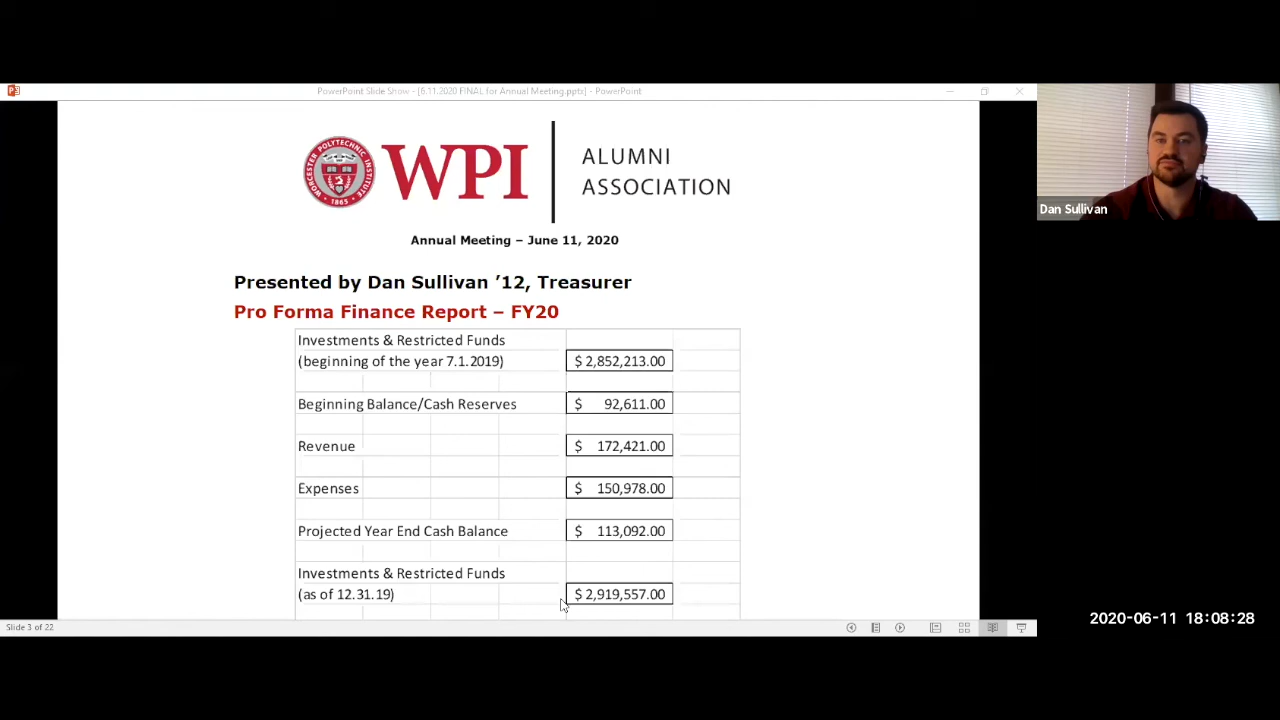 PowerPoint Slide Show - [6.11.2020 FINAL for Annual Meeting.pptx] - PowerPoint
WORCESTER POLYTECHNIC INSTITUTE
1865
WPI
ALUMNI
ASSOCIATION
Dan Sullivan
Annual Meeting – June 11, 2020
Presented by Dan Sullivan ’12, Treasurer
Pro Forma Finance Report – FY20
Investments & Restricted Funds
(beginning of the year 7.1.2019) $ 2,852,213.00
Beginning Balance/Cash Reserves $ 92,611.00
Revenue $ 172,421.00
Expenses $ 150,978.00
Projected Year End Cash Balance $ 113,092.00
Investments & Restricted Funds
(as of 12.31.19) $ 2,919,557.00
Slide 3 of 22
2020-06-11 18:08:28